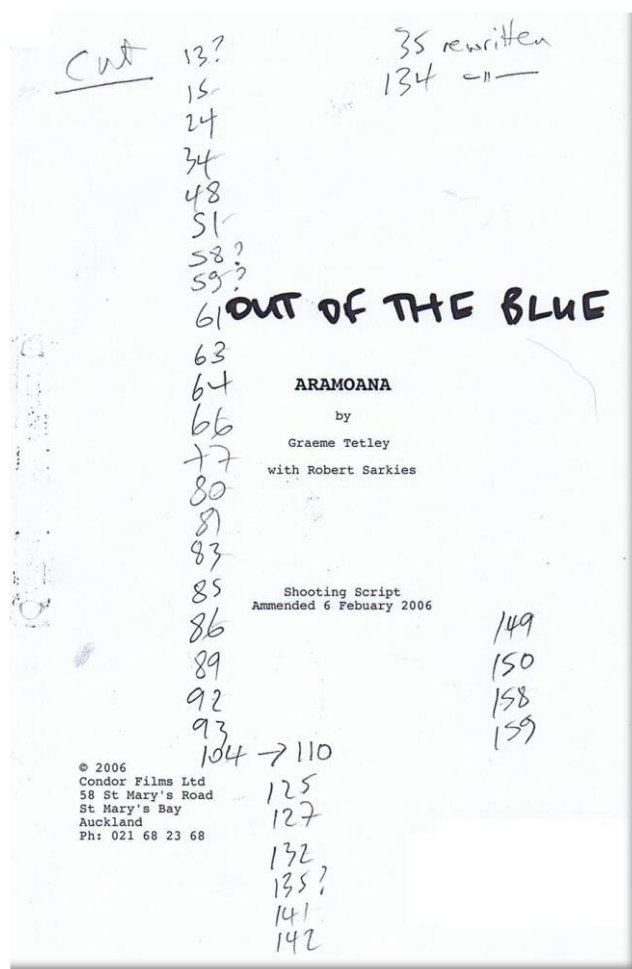 Cut 13? 35 rewritten
15 134 —"—
24
34
48
51
58?
59?
61 OUT OF THE BLUE
63
64
66
77
80
81
83
85
86
89
92
93
104 → 110
125
127
132
135?
141
142
149
150
158
159
ARAMOANA
by
Graeme Tetley
with Robert Sarkies
Shooting Script
Ammended 6 Febuary 2006
© 2006
Condor Films Ltd
58 St Mary's Road
St Mary's Bay
Auckland
Ph: 021 68 23 68